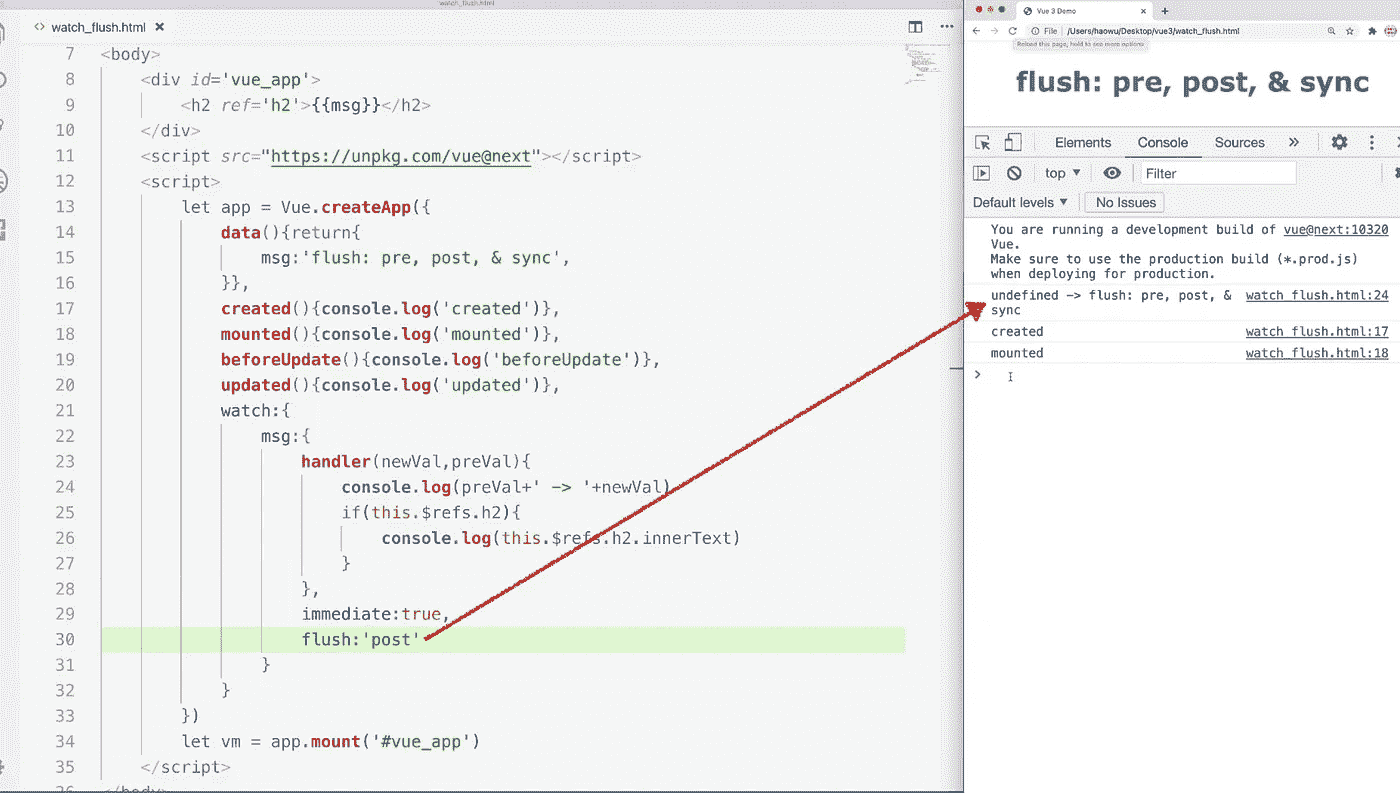 watch_flush.html
watch_flush.html
7 <body>
8 <div id='vue_app'>
9 <h2 ref='h2'>{{msg}}</h2>
10 </div>
11 <script src="https://unpkg.com/vue@next"></script>
12 <script>
13 let app = Vue.createApp({
14 data(){return{
15 msg:'flush: pre, post, & sync',
16 }},
17 created(){console.log('created')},
18 mounted(){console.log('mounted')},
19 beforeUpdate(){console.log('beforeUpdate')},
20 updated(){console.log('updated')},
21 watch:{
22 msg:{
23 handler(newVal,preVal){
24 console.log(preVal+' -> '+newVal)
25 if(this.$refs.h2){
26 console.log(this.$refs.h2.innerText)
27 }
28 },
29 immediate:true,
30 flush:'post'
31 }
32 }
33 })
34 let vm = app.mount('#vue_app')
35 </script>
36 </body>
Vue 3 Demo
File /Users/haowu/Desktop/vue3/watch_flush.html
Reload this page, hold to see more options
flush: pre, post, & sync
Elements Console Sources
top Filter
Default levels No Issues
You are running a development build of vue@next:10320
Vue.
Make sure to use the production build (*.prod.js)
when deploying for production.
undefined -> flush: pre, post, & watch_flush.html:24
sync
created watch_flush.html:17
mounted watch_flush.html:18